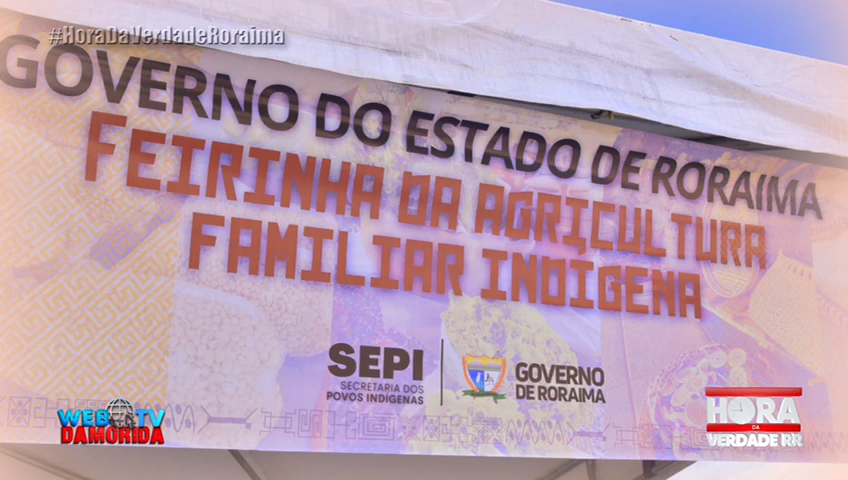 #HoraDaVerdadeRoraima
GOVERNO DO ESTADO DE RORAIMA
FEIRINHA DA AGRICULTURA
FAMILIAR INDÍGENA
SEPI
SECRETARIA DOS
POVOS INDÍGENAS
GOVERNO
DE RORAIMA
WEB TV
DAMORIDA
HORA
DA
VERDADE RR